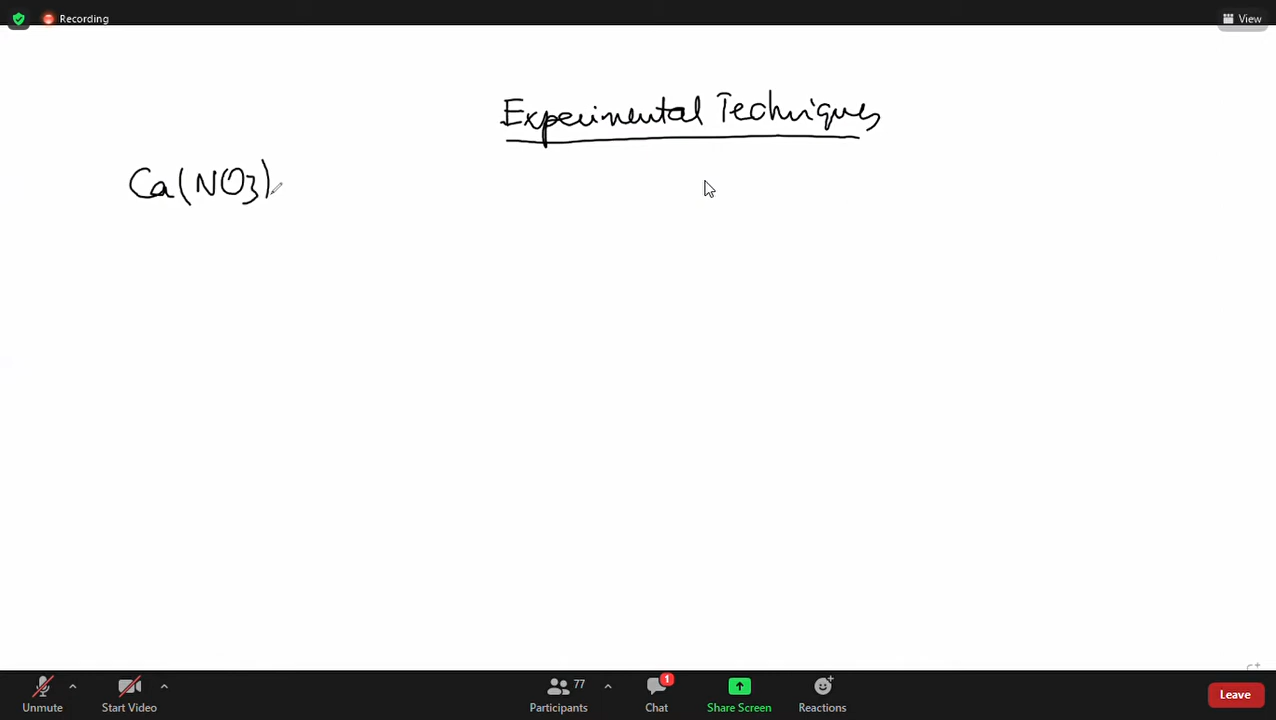 Recording
View
Experimental Techniques
Ca(NO3)
77
1
Unmute
Start Video
Participants
Chat
Share Screen
Reactions
Leave